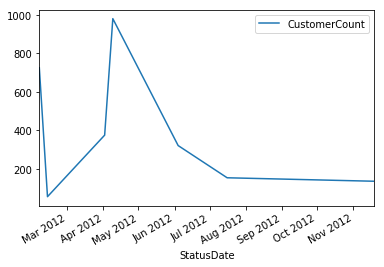 1000
CustomerCount
800
600
400
200
Mar 2012
Apr 2012
May 2012
Jun 2012
Jul 2012
Aug 2012
Sep 2012
Oct 2012
Nov 2012
StatusDate